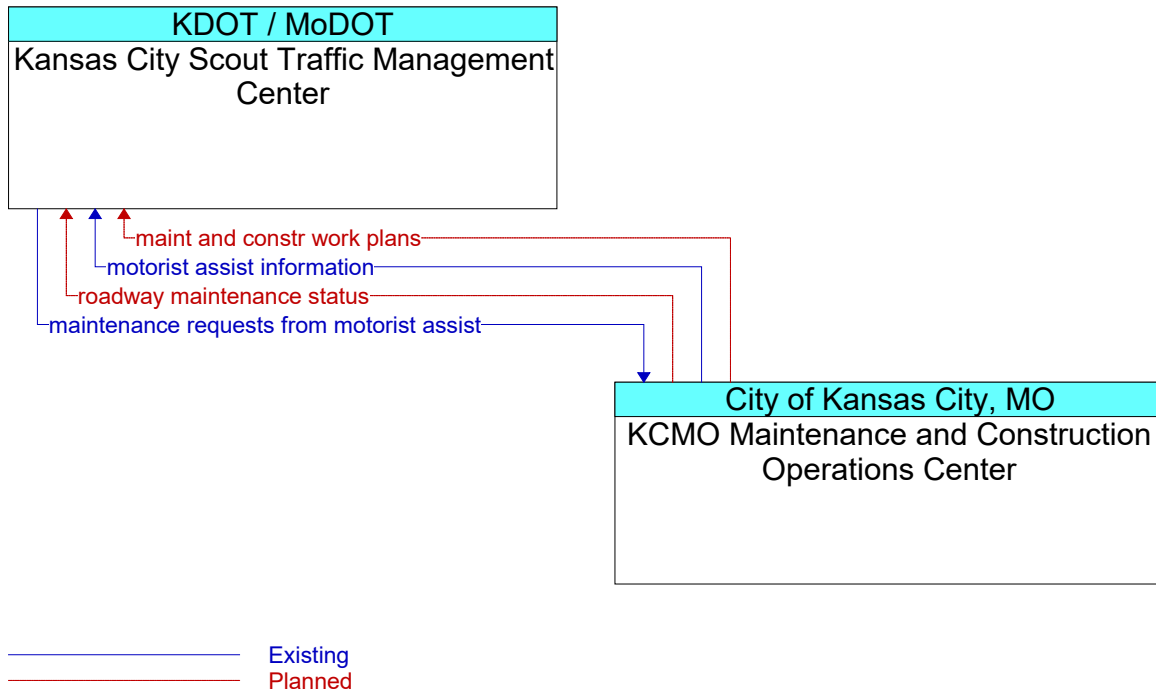 KDOT / MoDOT
Kansas City Scout Traffic Management
Center
maint and constr work plans
motorist assist information
roadway maintenance status
maintenance requests from motorist assist
City of Kansas City, MO
KCMO Maintenance and Construction
Operations Center
Existing
Planned